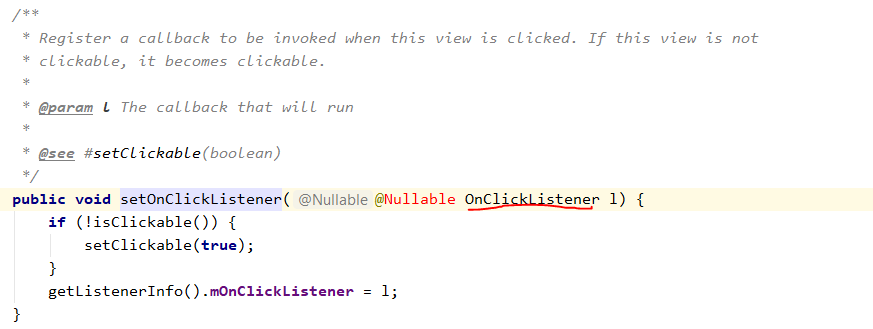 /**
* Register a callback to be invoked when this view is clicked. If this view is not
* clickable, it becomes clickable.
*
* @param l The callback that will run
*
* @see #setClickable(boolean)
*/
public void setOnClickListener( @Nullable @Nullable OnClickListener l) {
if (!isClickable()) {
setClickable(true);
}
getListenerInfo().mOnClickListener = l;
}